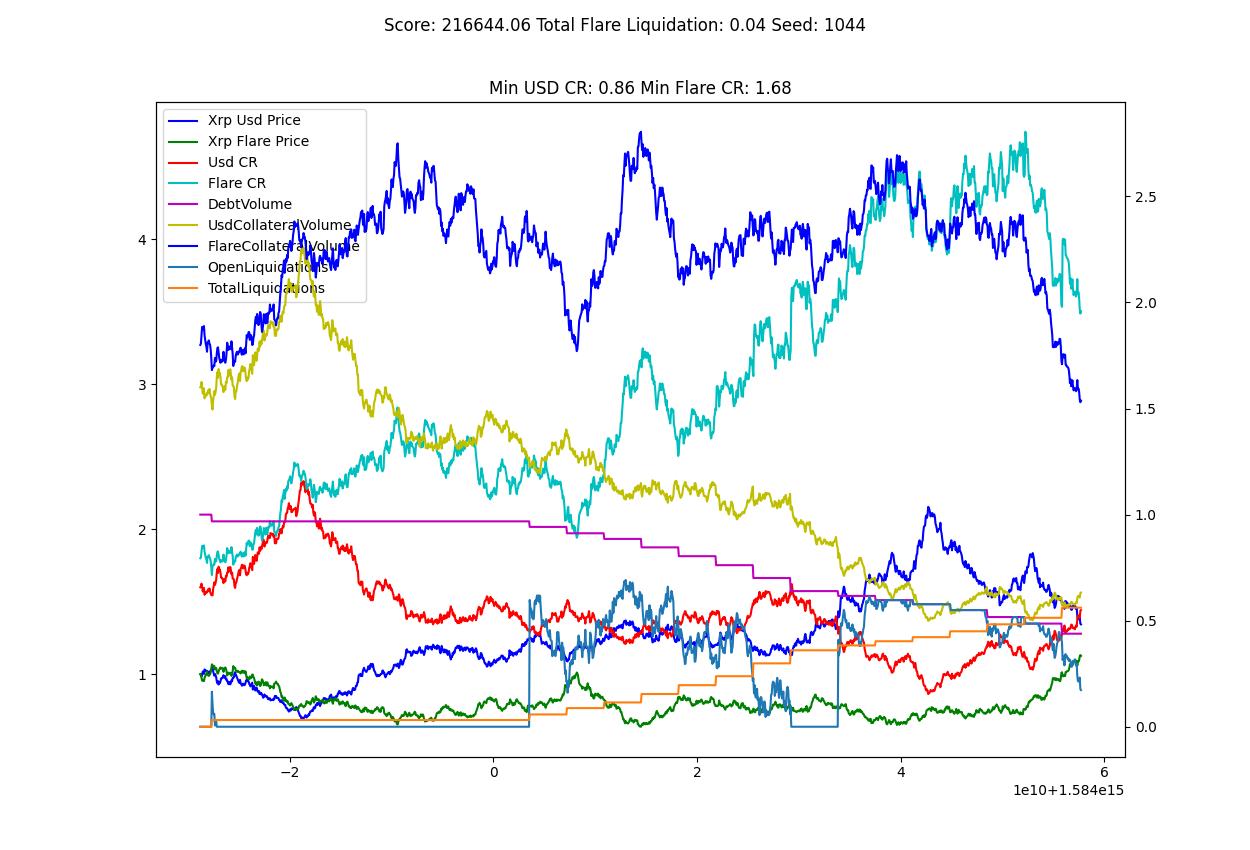 Score: 216644.06 Total Flare Liquidation: 0.04 Seed: 1044
Min USD CR: 0.86 Min Flare CR: 1.68
Xrp Usd Price
Xrp Flare Price
Usd CR
Flare CR
DebtVolume
UsdCollateralVolume
FlareCollateralVolume
OpenLiquidations
TotalLiquidations
4
3
2
1
2.5
2.0
1.5
1.0
0.5
0.0
−2 0 2 4 6
1e10+1.584e15